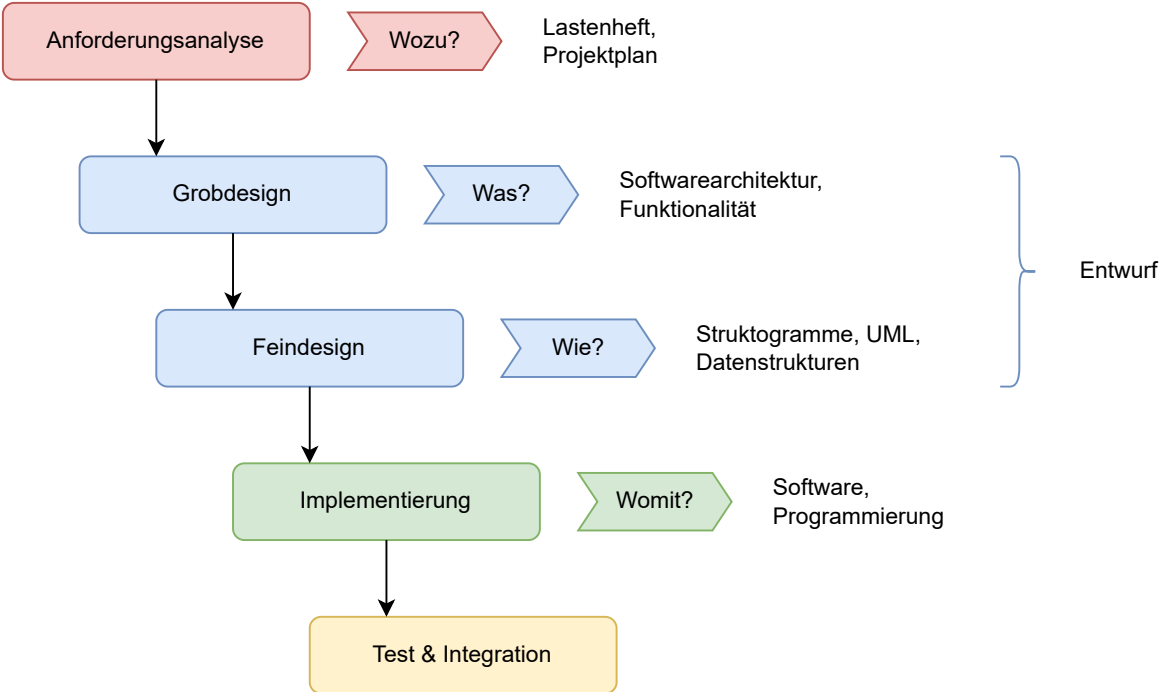 Anforderungsanalyse
Wozu?
Lastenheft,
Projektplan
Grobdesign
Was?
Softwarearchitektur,
Funktionalität
Entwurf
Feindesign
Wie?
Struktogramme, UML,
Datenstrukturen
Implementierung
Womit?
Software,
Programmierung
Test & Integration